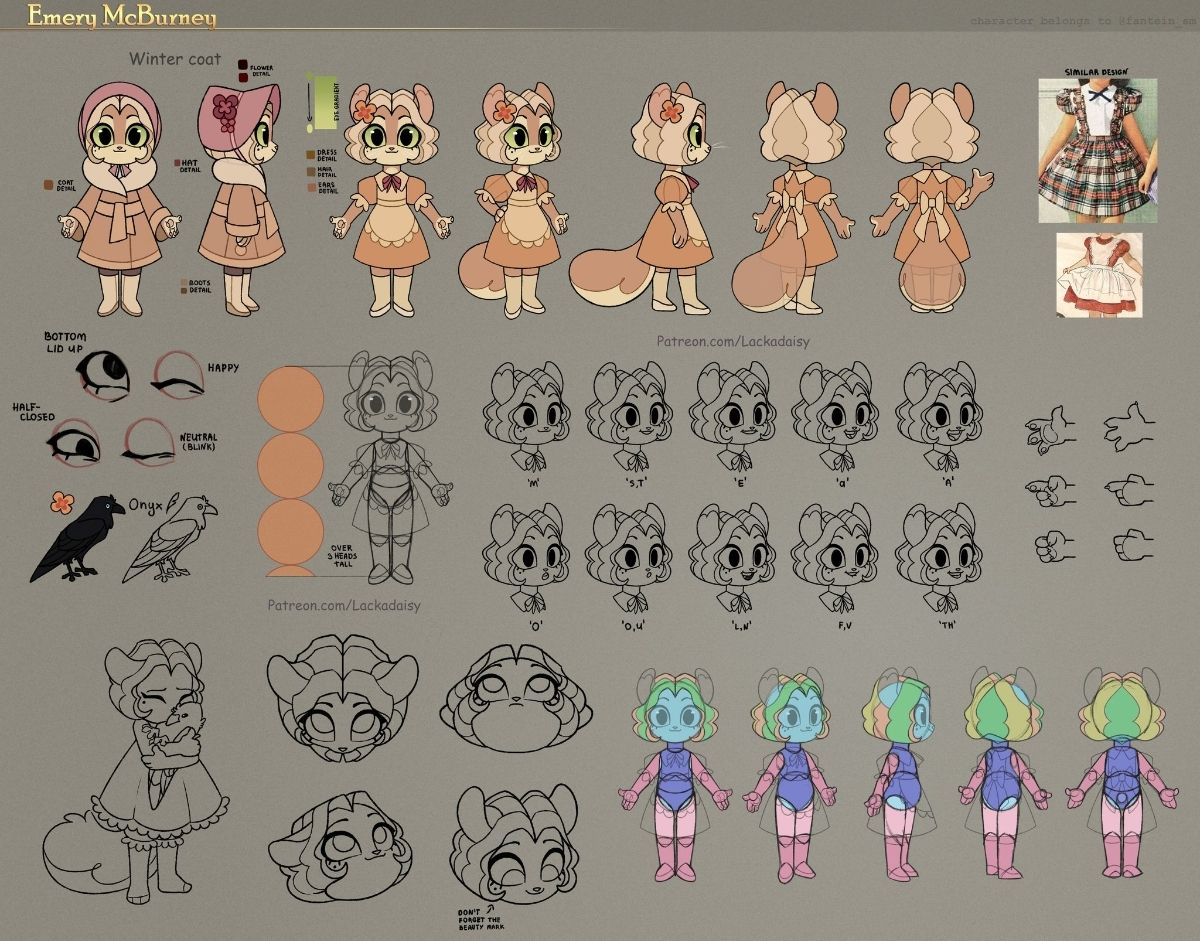 Emery McBurney
character belongs to @fantein_sm
Winter coat
FLOWER
DETAIL
SIMILAR DESIGN
EYE GRADIENT
DRESS
DETAIL
HAT
DETAIL
HAIR
DETAIL
COAT
DETAIL
EARS
DETAIL
BOOTS
DETAIL
BOTTOM
LID UP
HAPPY
Patreon.com/Lackadaisy
HALF-
CLOSED
NEUTRAL
(BLINK)
'M'
'S,T'
'E'
'a'
'A'
Onyx
OVER
3 HEADS
TALL
Patreon.com/Lackadaisy
'O'
'O,U'
'L,N'
F,V
'TH'
DON'T
FORGET THE
BEAUTY MARK